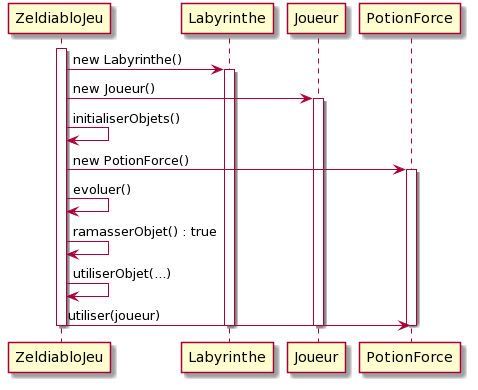 ZeldiabloJeu Labyrinthe Joueur PotionForce
new Labyrinthe()
new Joueur()
initialiserObjets()
new PotionForce()
evoluer()
ramasserObjet() : true
utiliserObjet(...)
utiliser(joueur)
ZeldiabloJeu Labyrinthe Joueur PotionForce